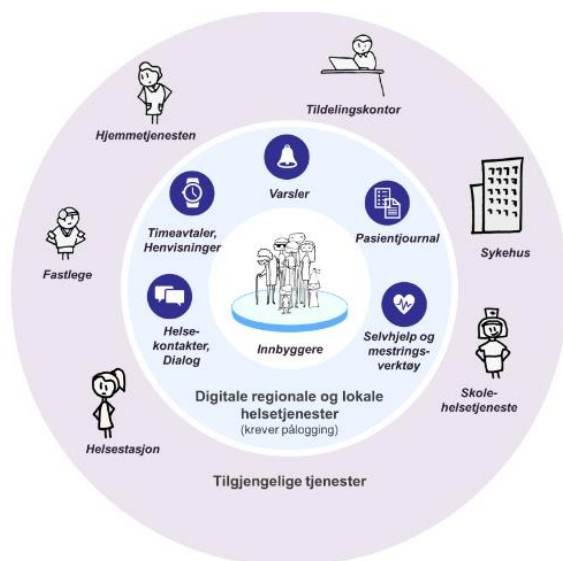 Tildelingskontor
Hjemmetjenesten
Varsler
Timeavtaler,
Henvisninger
Pasientjournal
Sykehus
Fastlege
Helse-
kontakter,
Dialog
Innbyggere
Selvhjelp og
mestrings-
verktøy
Skole-
helsetjeneste
Helsestasjon
Digitale regionale og lokale
helsetjenester
(krever pålogging)
Tilgjengelige tjenester